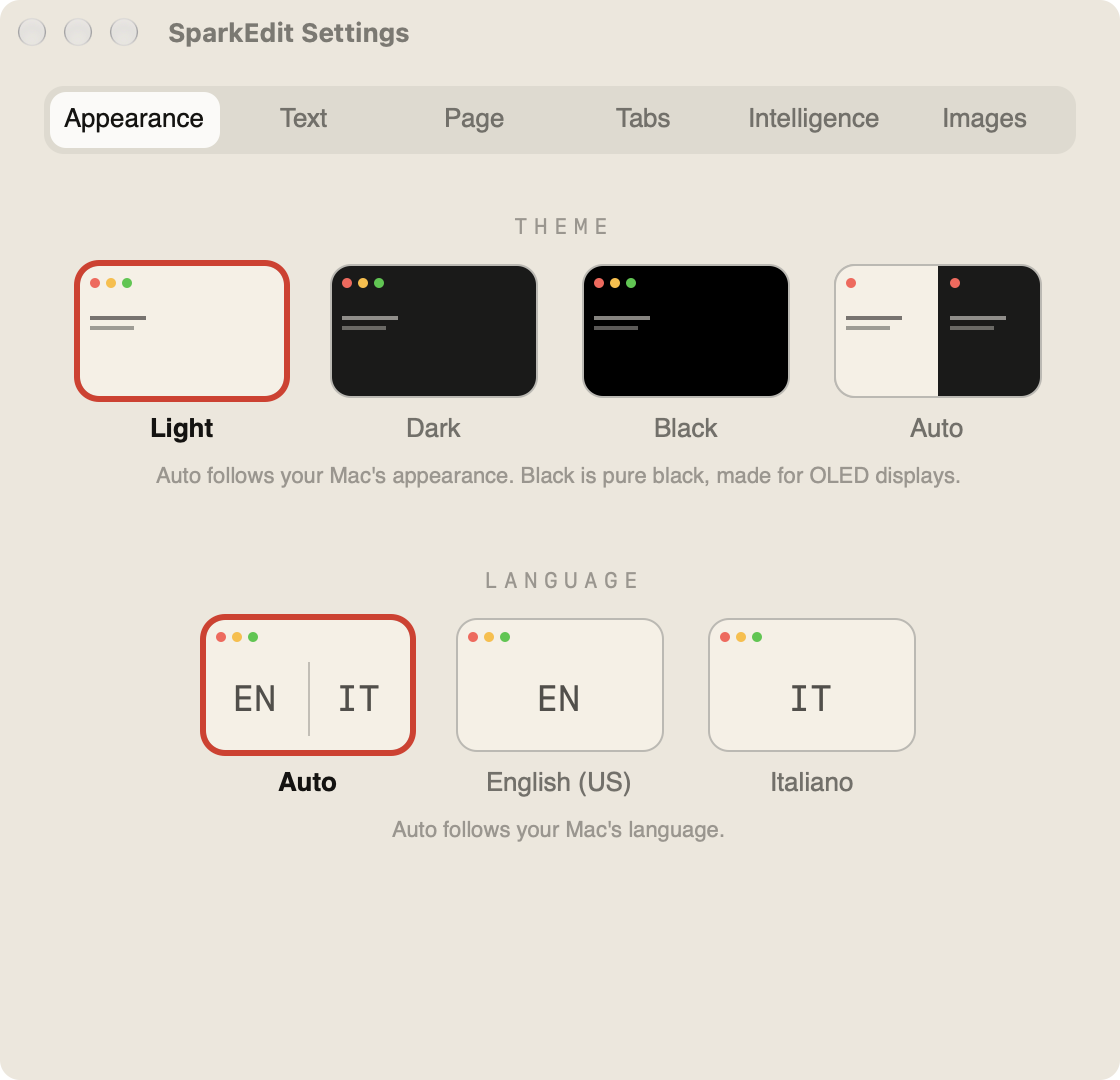 SparkEdit Settings
Appearance Text Page Tabs Intelligence Images
THEME
Light Dark Black Auto
Auto follows your Mac's appearance. Black is pure black, made for OLED displays.
LANGUAGE
EN IT EN IT
Auto English (US) Italiano
Auto follows your Mac's language.